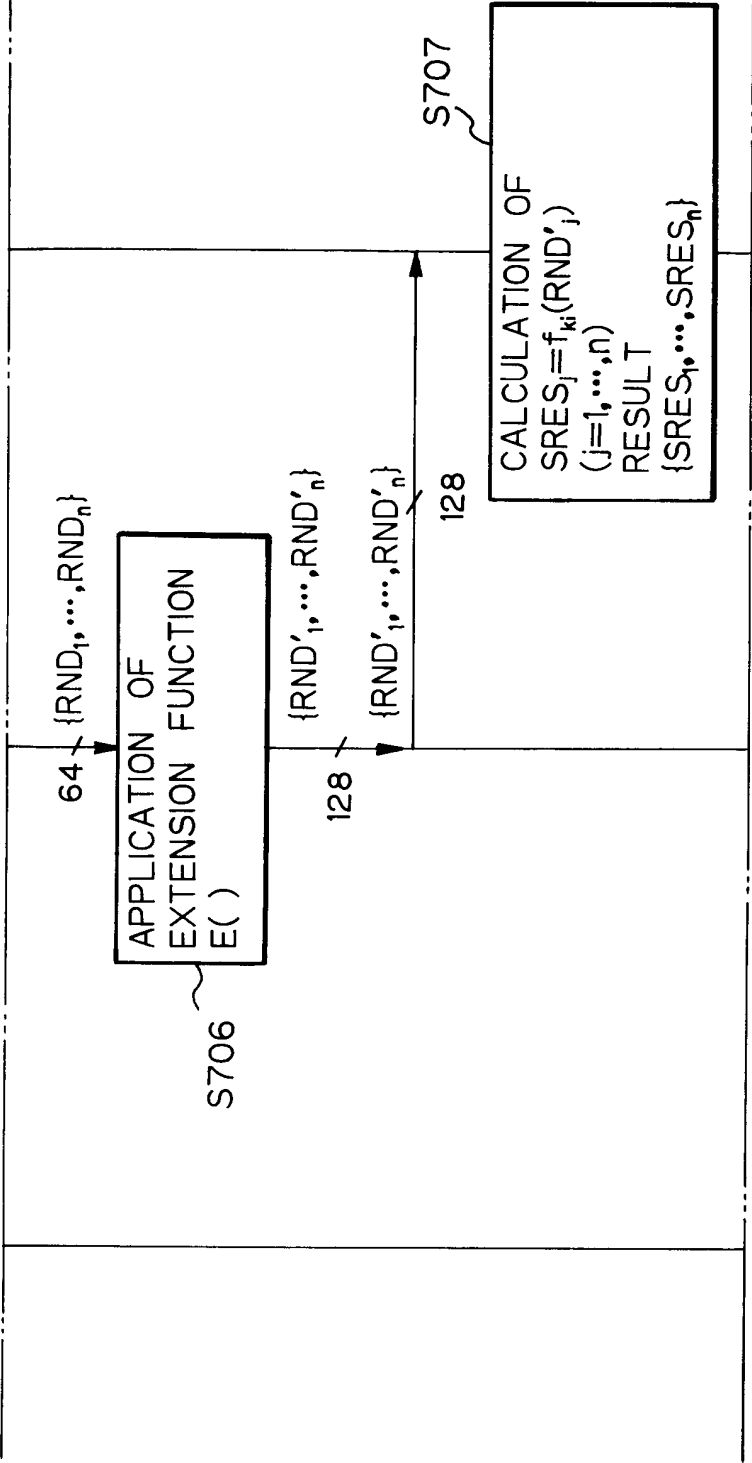 64
{RND₁,•••,RNDₙ}
APPLICATION OF
EXTENSION FUNCTION
E( )
S706
{RND'₁,•••,RND'ₙ}
128
{RND'₁,•••,RND'ₙ}
128
S707
CALCULATION OF
SRESⱼ=fₖᵢ(RND'ⱼ)
(j=1,•••,n)
RESULT
{SRES₁,•••,SRESₙ}